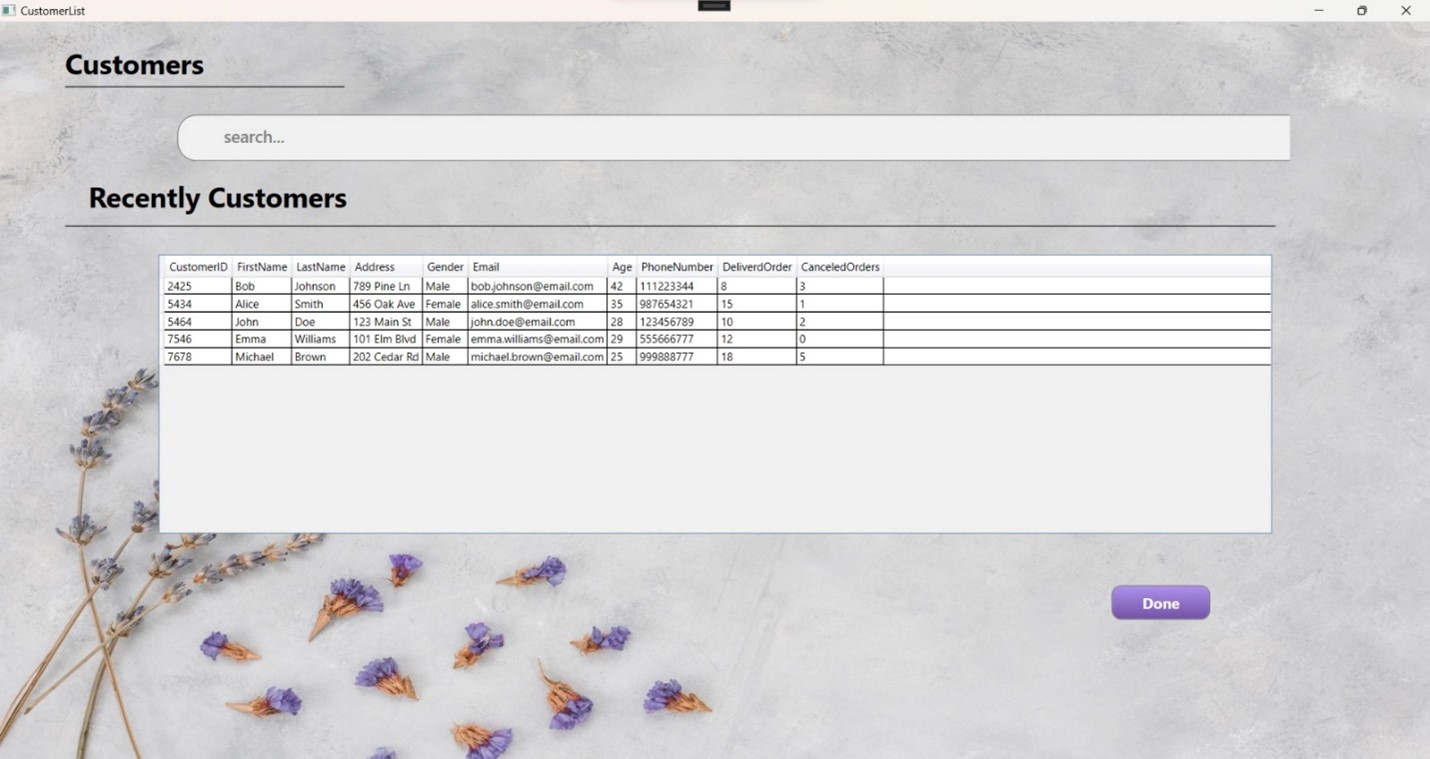 CustomerList
Customers
search...
Recently Customers
CustomerID FirstName LastName Address Gender Email Age PhoneNumber DeliverdOrder CanceledOrders
2425 Bob Johnson 789 Pine Ln Male bob.johnson@email.com 42 111223344 8 3
5434 Alice Smith 456 Oak Ave Female alice.smith@email.com 35 987654321 15 1
5464 John Doe 123 Main St Male john.doe@email.com 28 123456789 10 2
7546 Emma Williams 101 Elm Blvd Female emma.williams@email.com 29 555666777 12 0
7678 Michael Brown 202 Cedar Rd Male michael.brown@email.com 25 999888777 18 5
Done